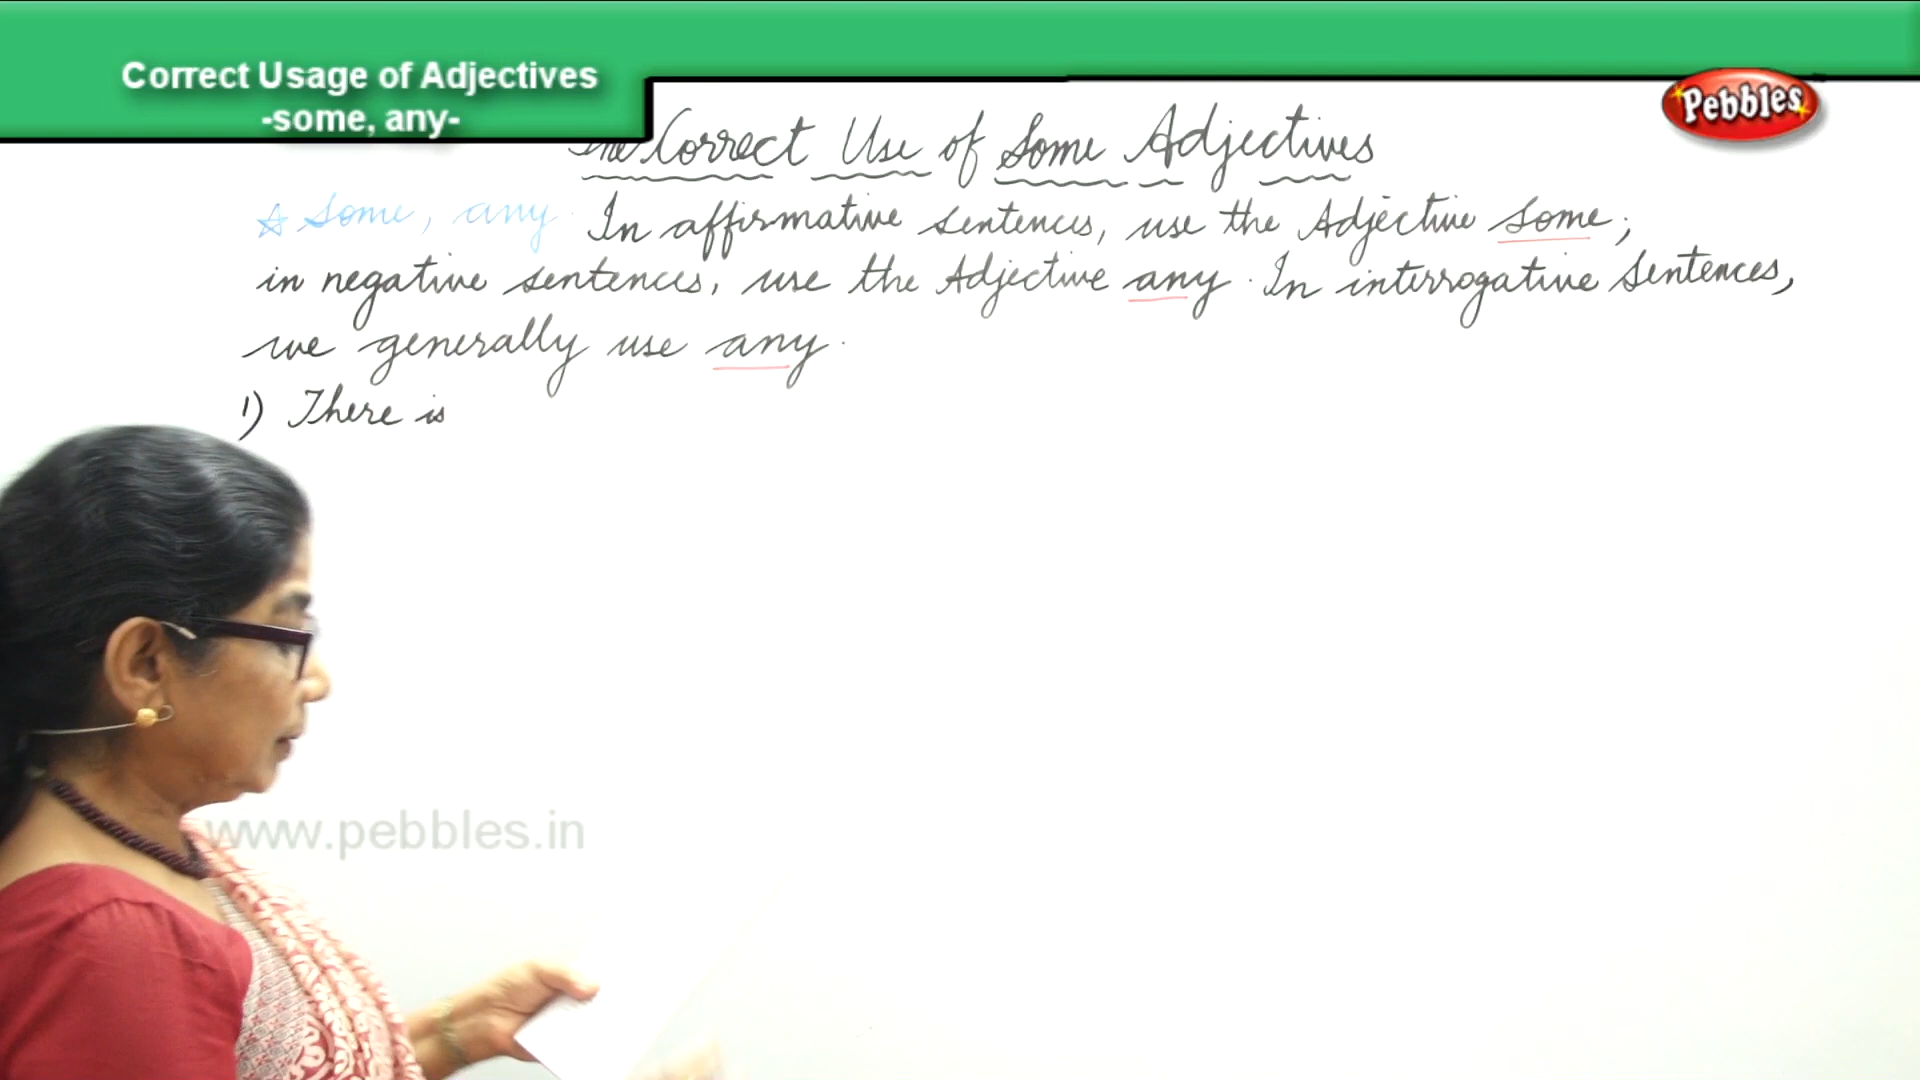 Correct Usage of Adjectives
-some, any-
Pebbles
The Correct Use of Some Adjectives
☆ Some, any. In affirmative sentences, use the Adjective some;
in negative sentences, use the Adjective any. In interrogative sentences,
we generally use any.
1) There is
www.pebbles.in